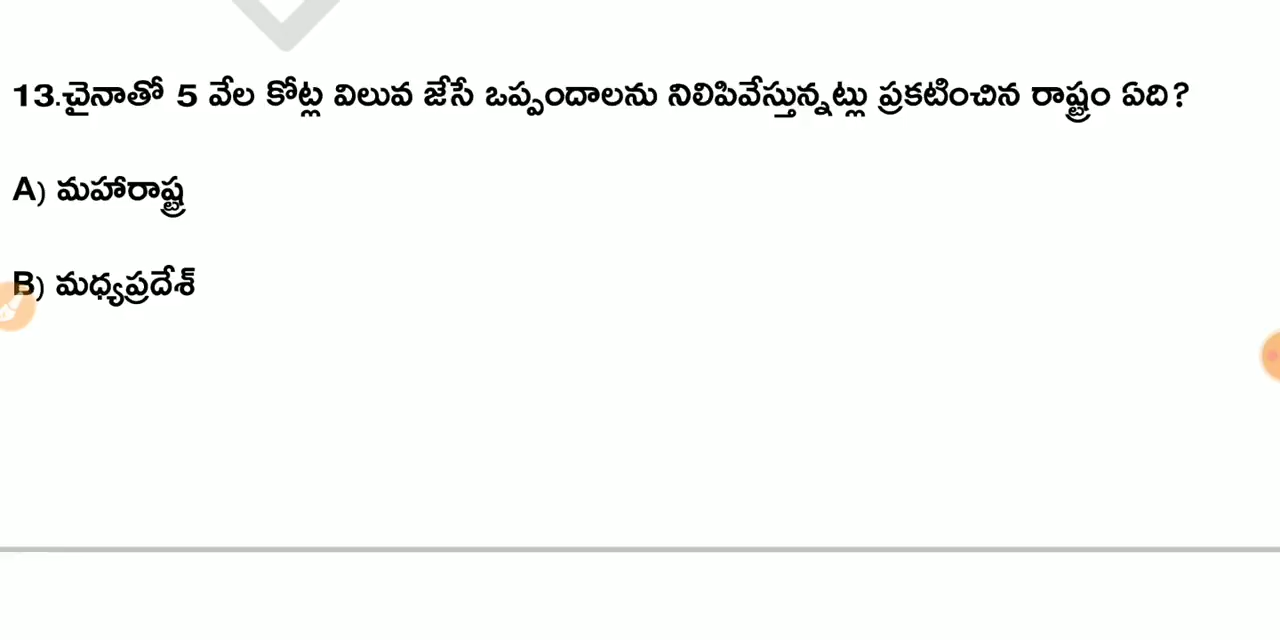 13.చైనాతో 5 వేల కోట్ల విలువ జేసే ఒప్పందాలను నిలిపివేస్తున్నట్లు ప్రకటించిన రాష్ట్రం ఏది?
A) మహారాష్ట్ర
B) మధ్యప్రదేశ్